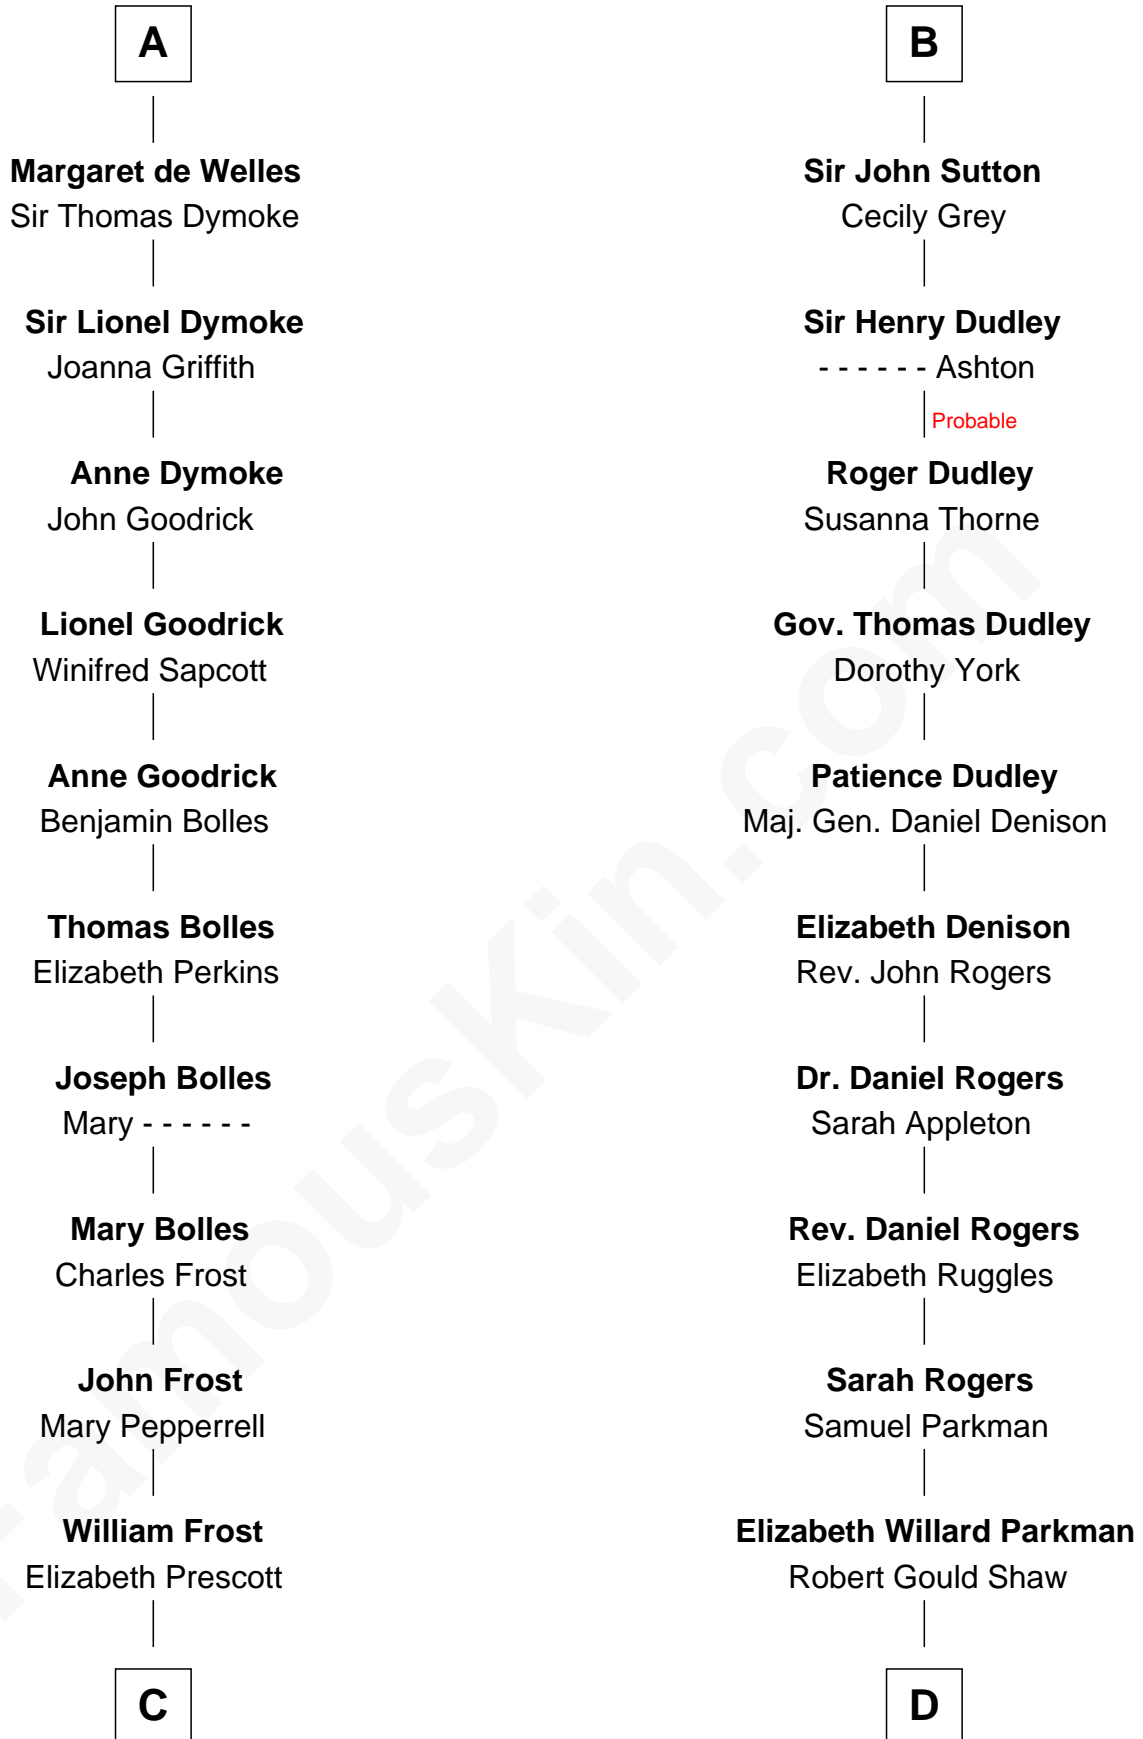 A
Margaret de Welles
Sir Thomas Dymoke
Sir Lionel Dymoke
Joanna Griffith
Anne Dymoke
John Goodrick
Lionel Goodrick
Winifred Sapcott
Anne Goodrick
Benjamin Bolles
Thomas Bolles
Elizabeth Perkins
Joseph Bolles
Mary - - - - - -
Mary Bolles
Charles Frost
John Frost
Mary Pepperrell
William Frost
Elizabeth Prescott
C
B
Sir John Sutton
Cecily Grey
Sir Henry Dudley
- - - - - - Ashton
Probable
Roger Dudley
Susanna Thorne
Gov. Thomas Dudley
Dorothy York
Patience Dudley
Maj. Gen. Daniel Denison
Elizabeth Denison
Rev. John Rogers
Dr. Daniel Rogers
Sarah Appleton
Rev. Daniel Rogers
Elizabeth Ruggles
Sarah Rogers
Samuel Parkman
Elizabeth Willard Parkman
Robert Gould Shaw
D
FamousKin.com